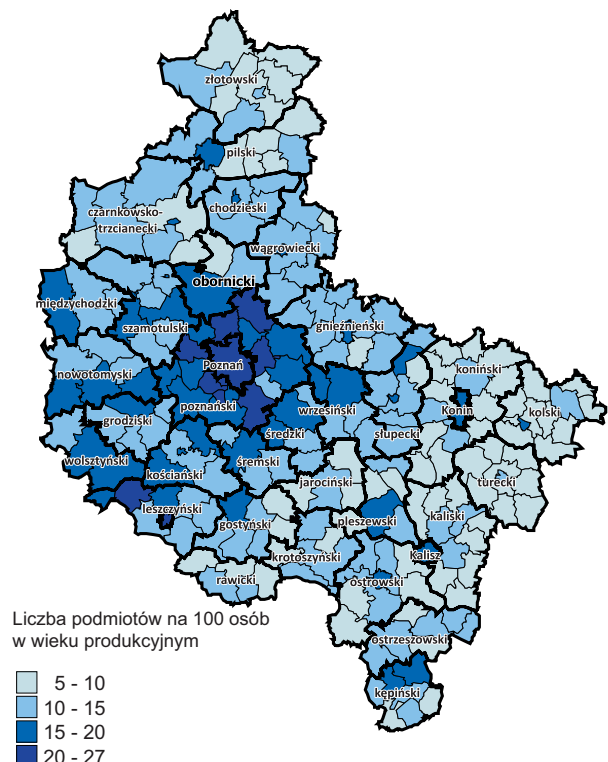 złotowski
pilski
czarnkowsko-
trzcianecki
chodzieski
wągrowiecki
obornicki
międzychodzki
szamotulski
gnieźnieński
Poznań
nowotomyski
koniński
poznański
wrzesiński
Konin
kolski
grodziski
średzki
słupecki
wolsztyński
kościański
śremski
jarociński
turecki
leszczyński
gostyński
pleszewski
kaliski
krotoszyński
Kalisz
rawicki
ostrowski
ostrzeszowski
kępiński
Liczba podmiotów na 100 osób
w wieku produkcyjnym
5 - 10
10 - 15
15 - 20
20 - 27